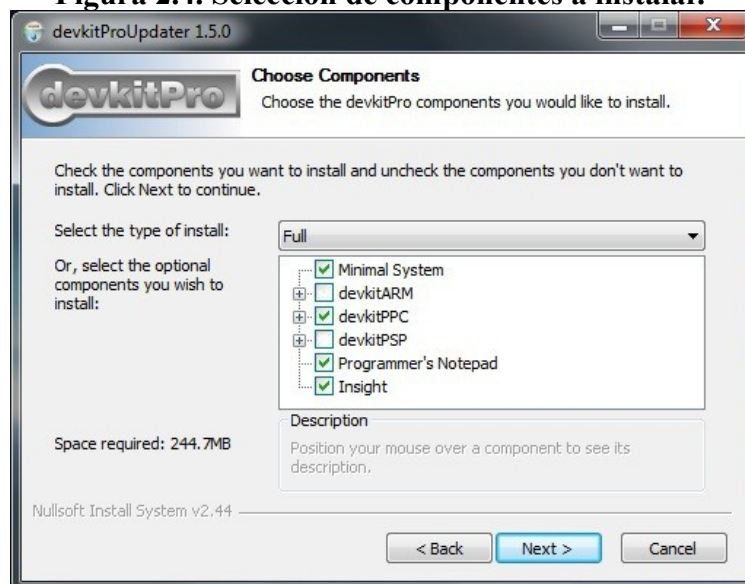 Figura 2.4. Selección de componentes a instalar.
devkitProUpdater 1.5.0
devkitPro
Choose Components
Choose the devkitPro components you would like to install.
Check the components you want to install and uncheck the components you don't want to
install. Click Next to continue.
Select the type of install:
Full
Or, select the optional
components you wish to
install:
Minimal System
devkitARM
devkitPPC
devkitPSP
Programmer's Notepad
Insight
Space required: 244.7MB
Description
Position your mouse over a component to see its
description.
Nullsoft Install System v2.44
< Back
Next >
Cancel